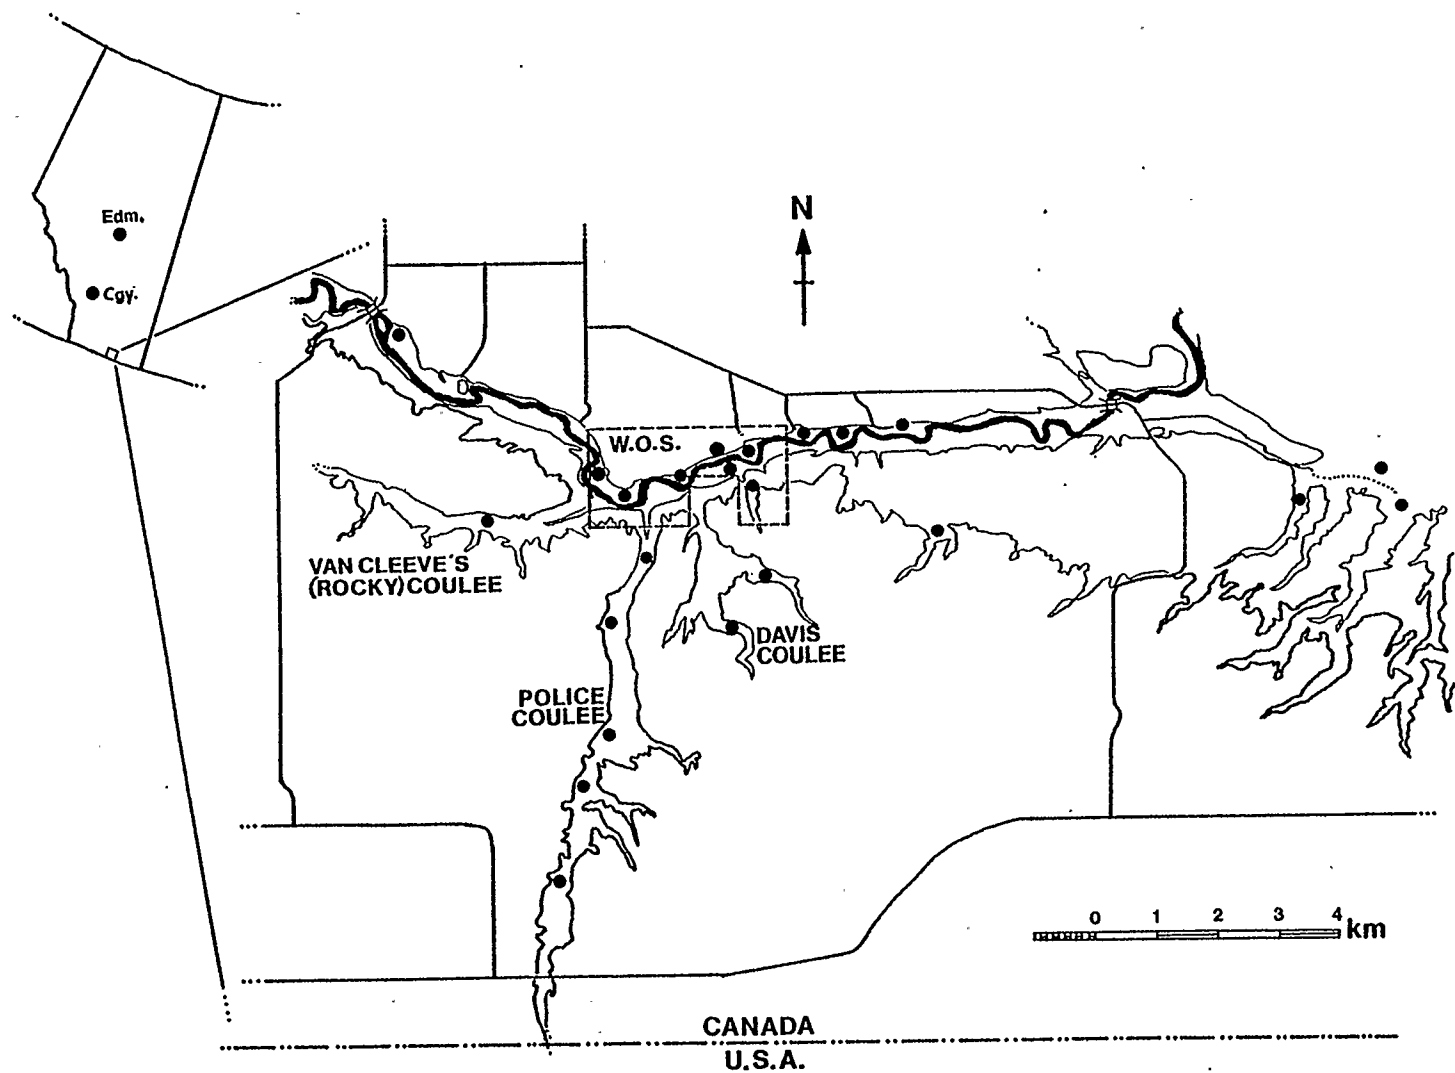 N
Edm.
Cgy.
W.O.S.
VAN CLEEVE'S
(ROCKY) COULEE
DAVIS
COULEE
POLICE
COULEE
0 1 2 3 4 km
CANADA
U.S.A.